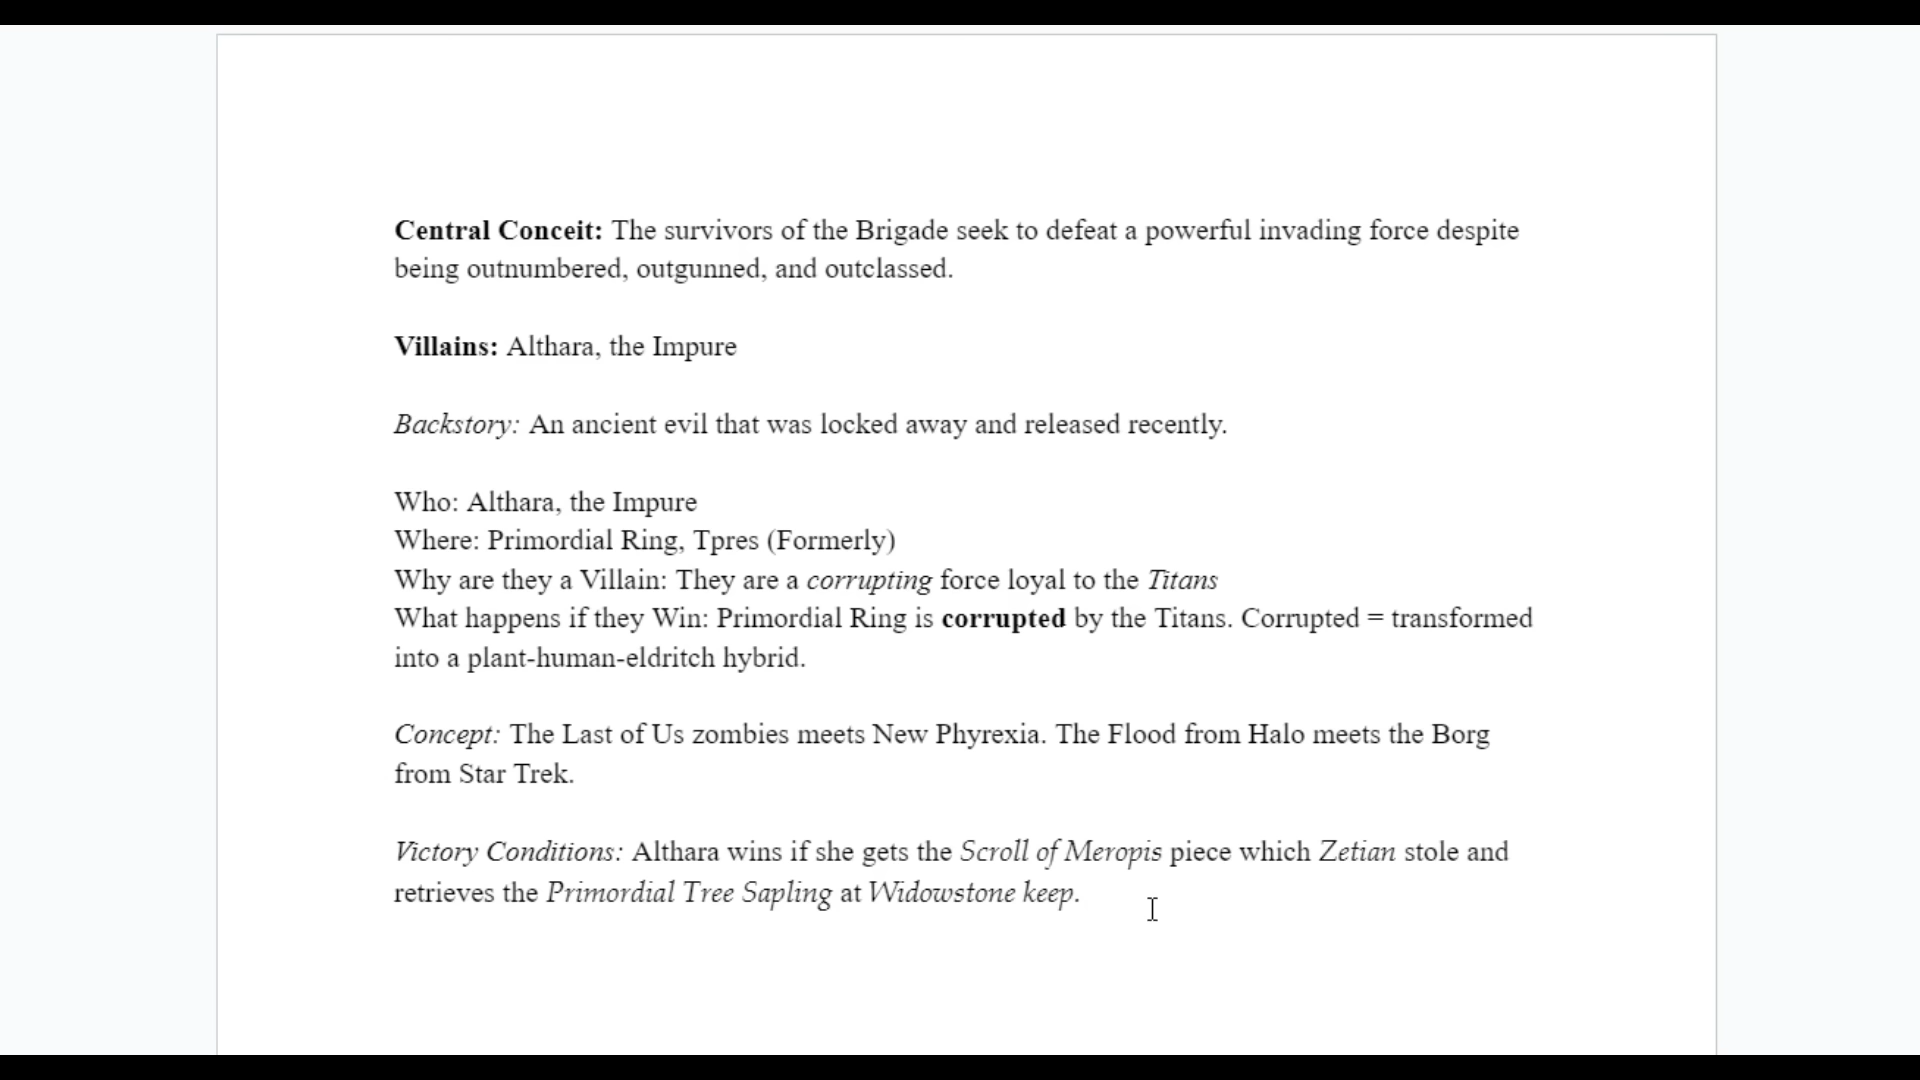 Central Conceit: The survivors of the Brigade seek to defeat a powerful invading force despite
being outnumbered, outgunned, and outclassed.
Villains: Althara, the Impure
Backstory: An ancient evil that was locked away and released recently.
Who: Althara, the Impure
Where: Primordial Ring, Tpres (Formerly)
Why are they a Villain: They are a corrupting force loyal to the Titans
What happens if they Win: Primordial Ring is corrupted by the Titans. Corrupted = transformed
into a plant-human-eldritch hybrid.
Concept: The Last of Us zombies meets New Phyrexia. The Flood from Halo meets the Borg
from Star Trek.
Victory Conditions: Althara wins if she gets the Scroll of Meropis piece which Zetian stole and
retrieves the Primordial Tree Sapling at Widowstone keep.